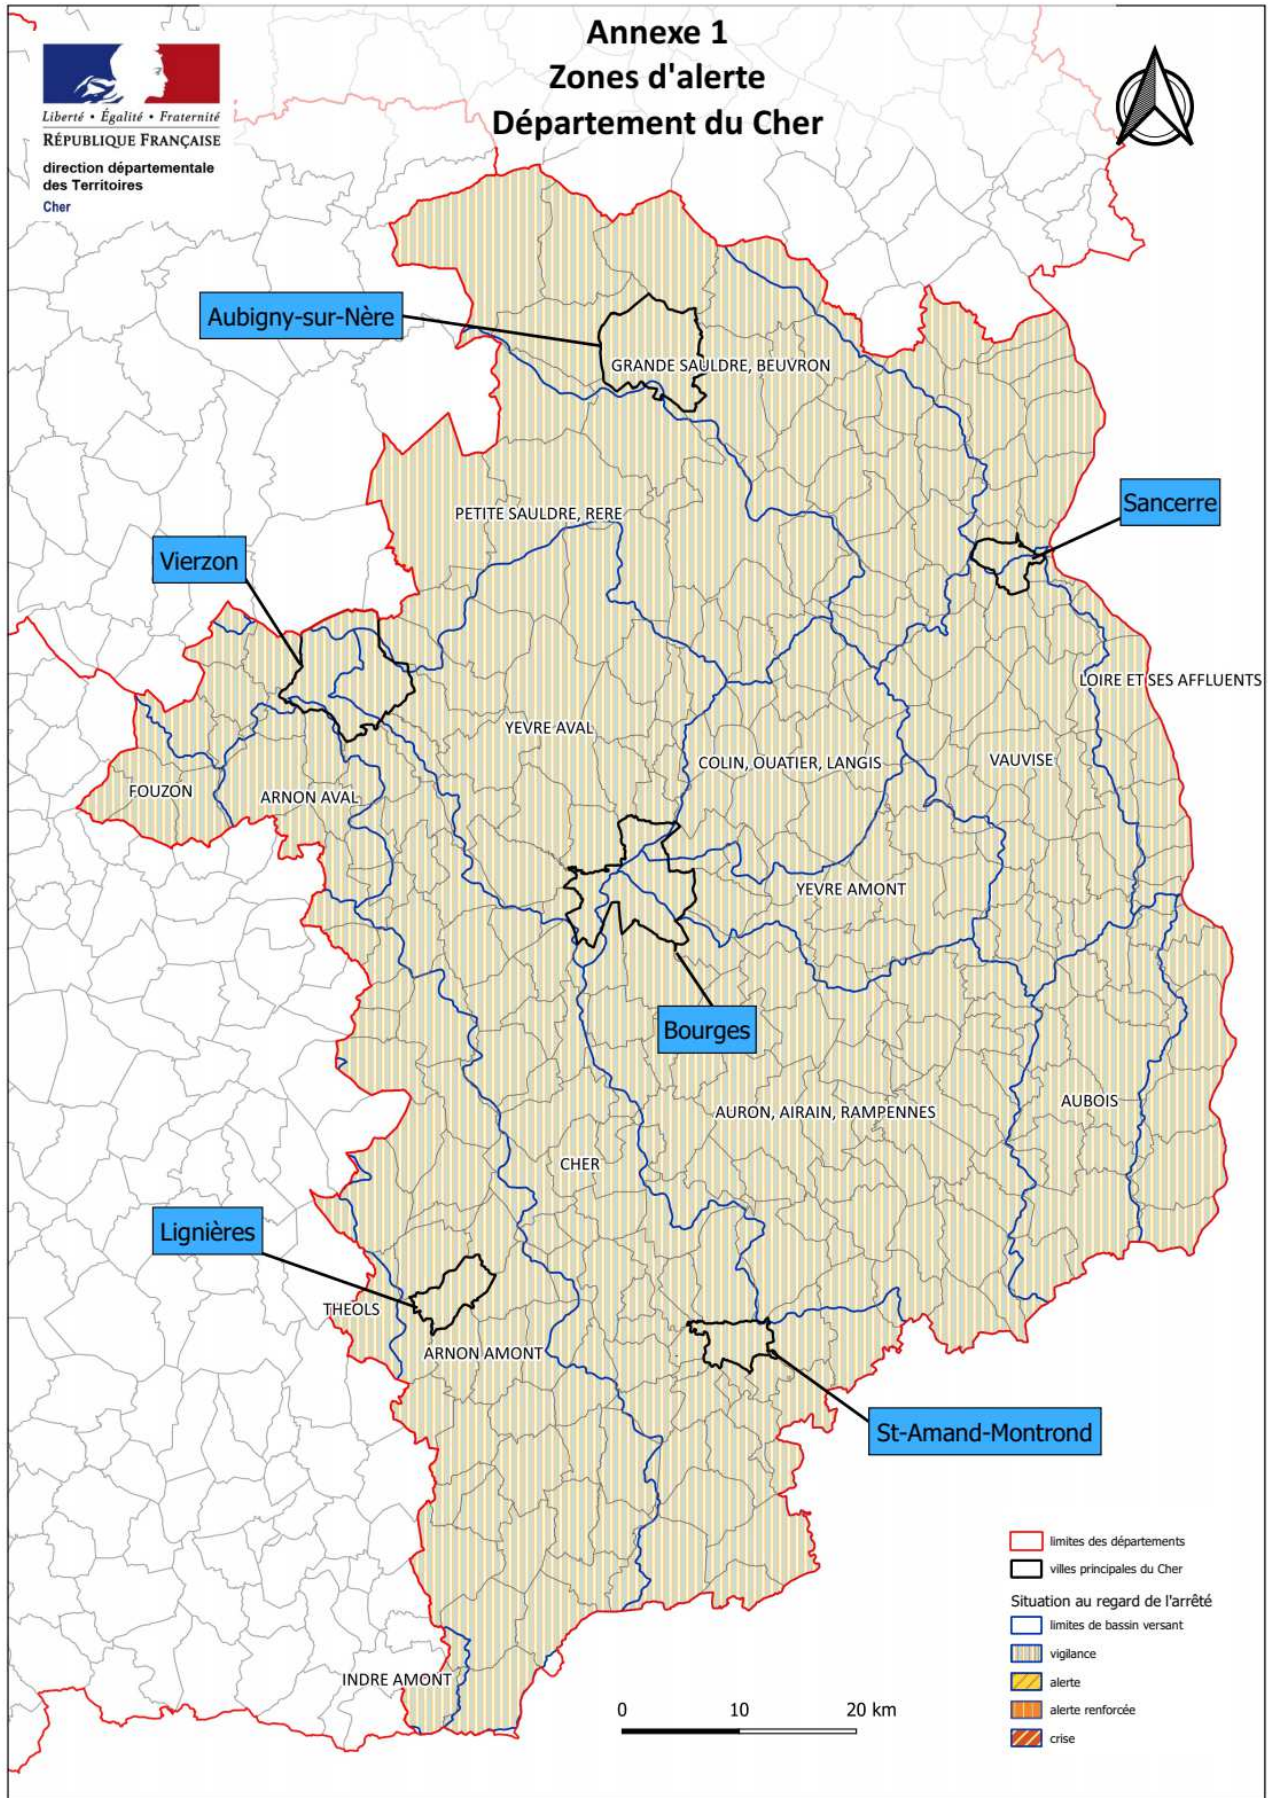 Annexe 1
Zones d'alerte
Département du Cher
Liberté • Égalité • Fraternité
RÉPUBLIQUE FRANÇAISE
direction départementale
des Territoires
Cher
Aubigny-sur-Nère
GRANDE SAULDRE, BEUVRON
Sancerre
PETITE SAULDRE, RERE
Vierzon
LOIRE ET SES AFFLUENTS
YEVRE AVAL
COLIN, OUATIER, LANGIS
VAUVISE
FOUZON
ARNON AVAL
YEVRE AMONT
Bourges
AUBOIS
AURON, AIRAIN, RAMPENNES
CHER
Lignières
THEOLS
ARNON AMONT
St-Amand-Montrond
INDRE AMONT
limites des départements
villes principales du Cher
Situation au regard de l'arrêté
limites de bassin versant
vigilance
alerte
alerte renforcée
crise
0 10 20 km